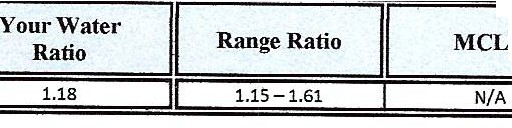 Your Water Ratio
Range Ratio
MCL
1.18
1.15 – 1.61
N/A